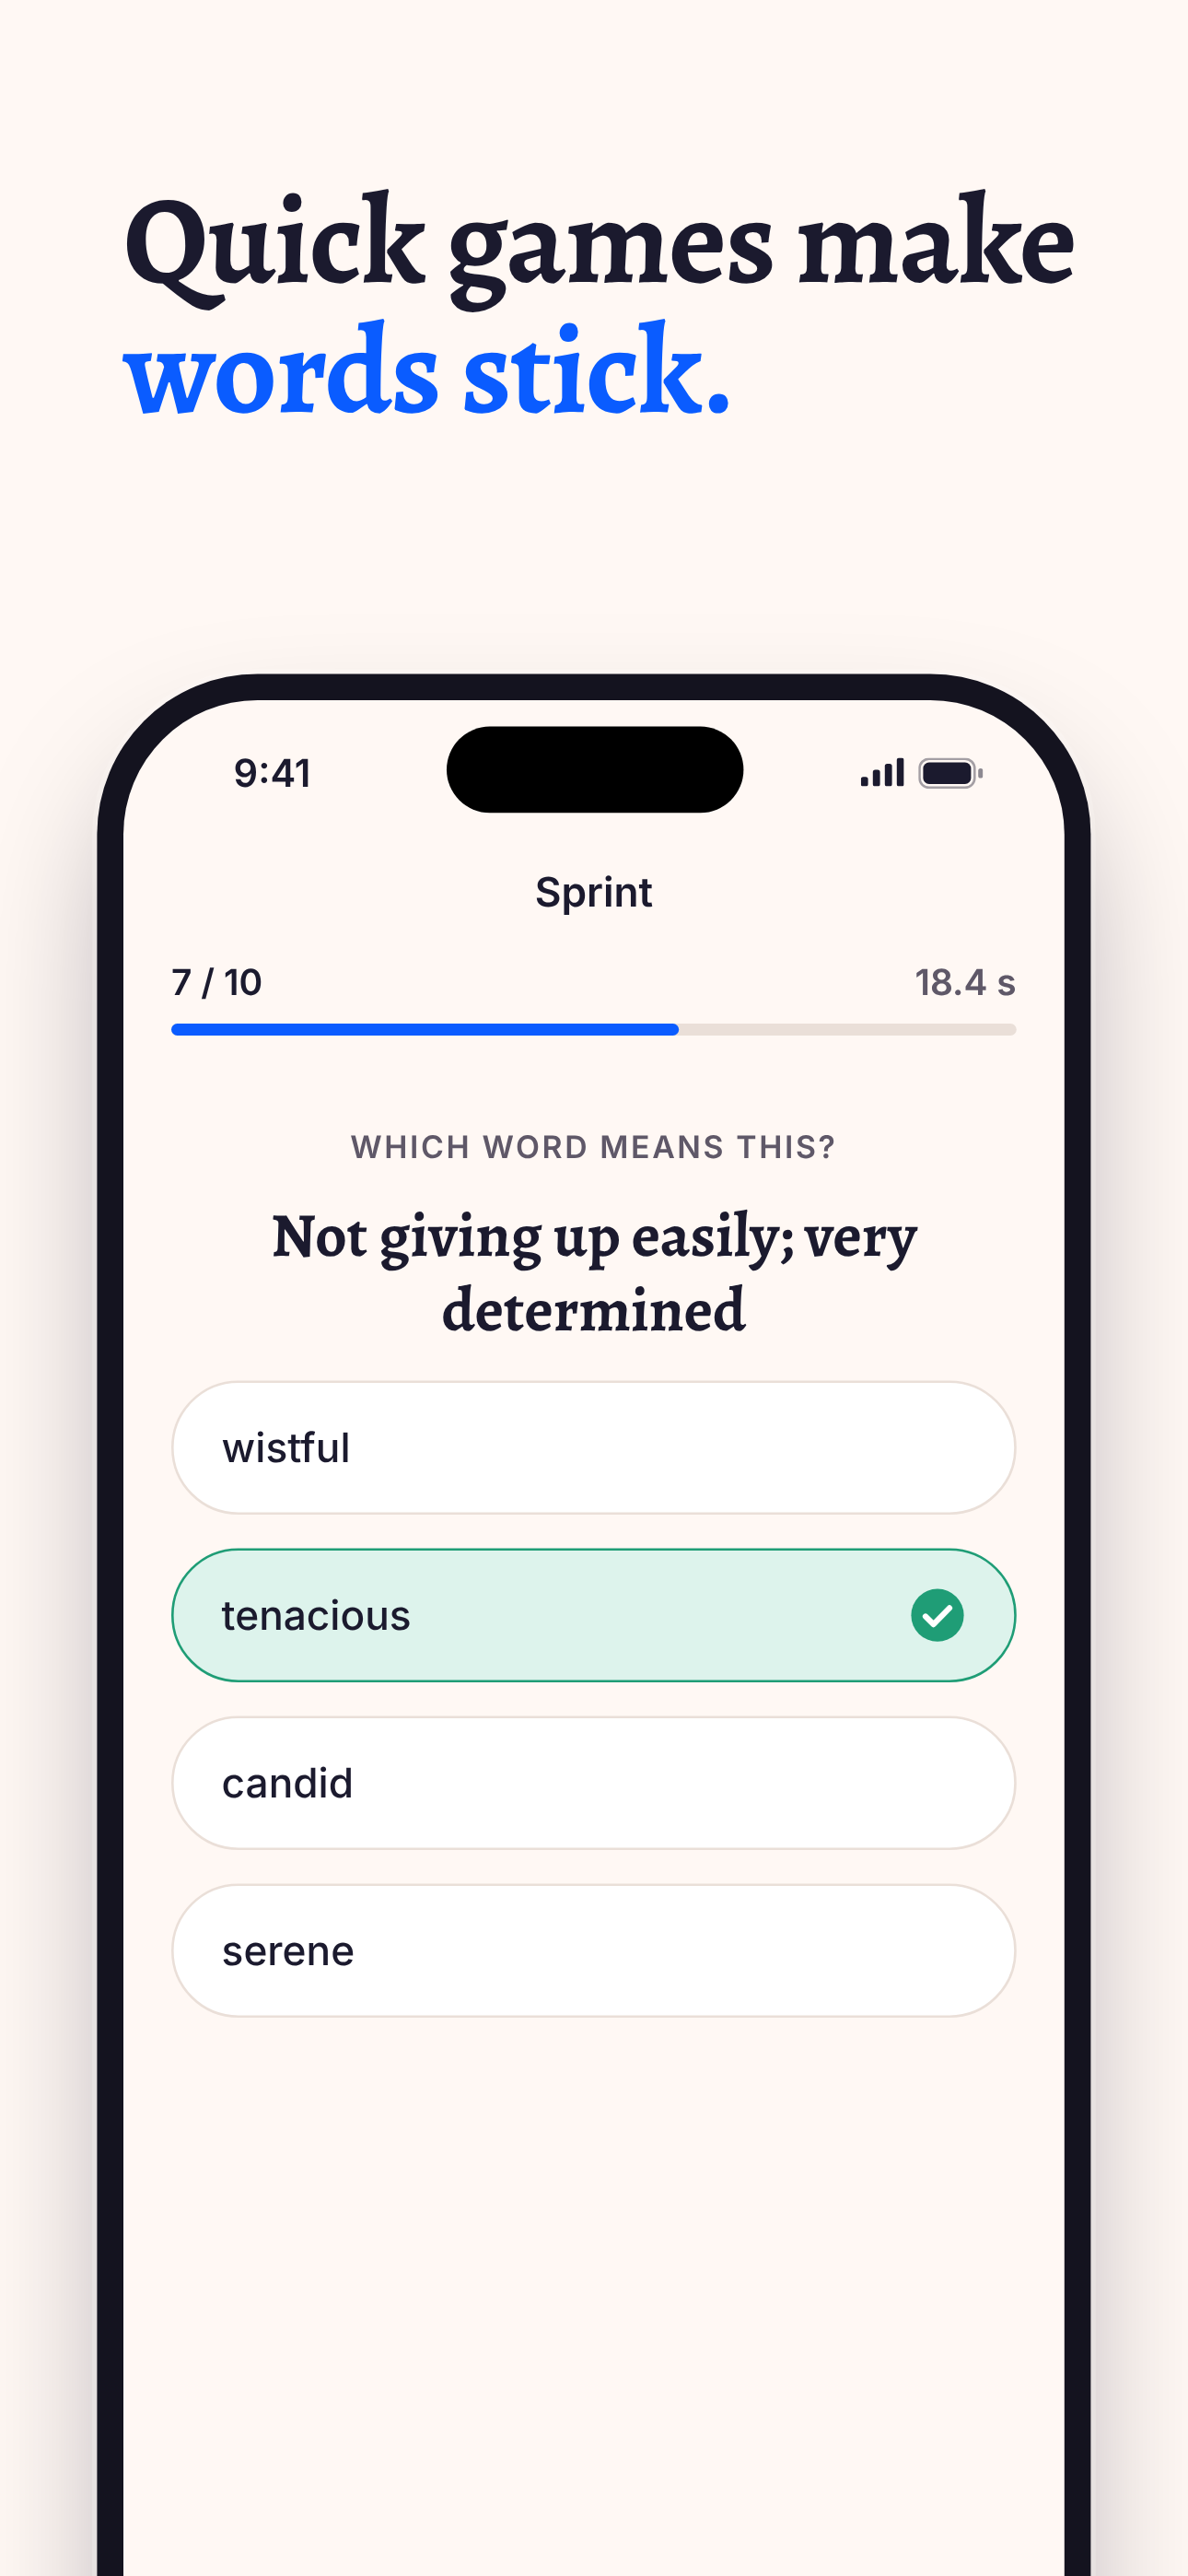 Quick games make
words stick.
9:41
Sprint
7 / 10
18.4 s
WHICH WORD MEANS THIS?
Not giving up easily; very
determined
wistful
tenacious
candid
serene